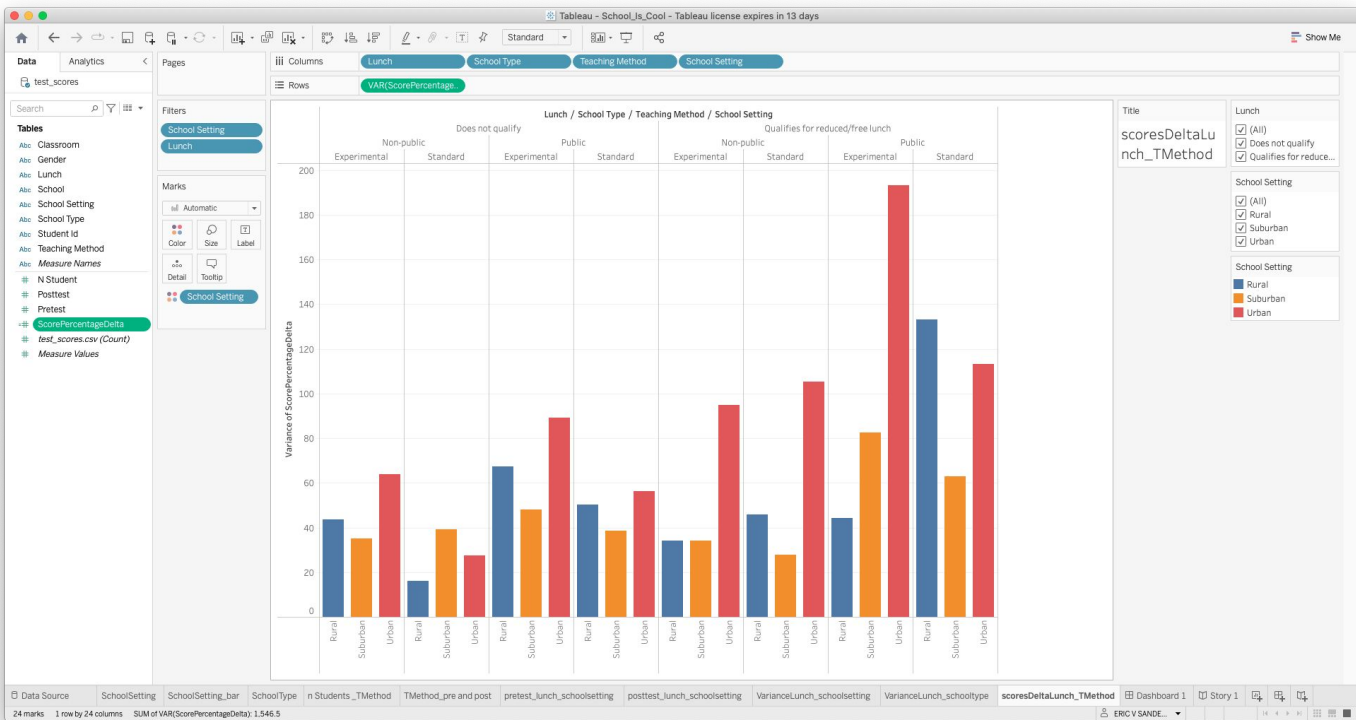 Tableau - School_Is_Cool - Tableau license expires in 13 days
Standard
Show Me
Data
Analytics
test_scores
Search
Tables
Abc Classroom
Abc Gender
Abc Lunch
Abc School
Abc School Setting
Abc School Type
Abc Student Id
Abc Teaching Method
Abc Measure Names
# N Student
# Posttest
# Pretest
=# ScorePercentageDelta
# test_scores.csv (Count)
# Measure Values
Pages
Filters
School Setting
Lunch
Marks
Automatic
Color Size Label
Detail Tooltip
School Setting
Columns
Lunch School Type Teaching Method School Setting
Rows
VAR(ScorePercentage..
Lunch / School Type / Teaching Method / School Setting
Does not qualify Qualifies for reduced/free lunch
Non-public Public Non-public Public
Experimental Standard Experimental Standard Experimental Standard Experimental Standard
200
180
160
140
120
100
80
60
40
20
0
Variance of ScorePercentageDelta
Rural Suburban Urban Rural Suburban Urban Rural Suburban Urban Rural Suburban Urban Rural Suburban Urban Rural Suburban Urban Rural Suburban Urban Rural Suburban Urban
Title
scoresDeltaLu
nch_TMethod
Lunch
(All)
Does not qualify
Qualifies for reduce...
School Setting
(All)
Rural
Suburban
Urban
School Setting
Rural
Suburban
Urban
Data Source SchoolSetting SchoolSetting_bar SchoolType n Students _TMethod TMethod_pre and post pretest_lunch_schoolsetting posttest_lunch_schoolsetting VarianceLunch_schoolsetting VarianceLunch_schooltype scoresDeltaLunch_TMethod Dashboard 1 Story 1
24 marks 1 row by 24 columns SUM of VAR(ScorePercentageDelta): 1,546.5
ERIC V SANDE...